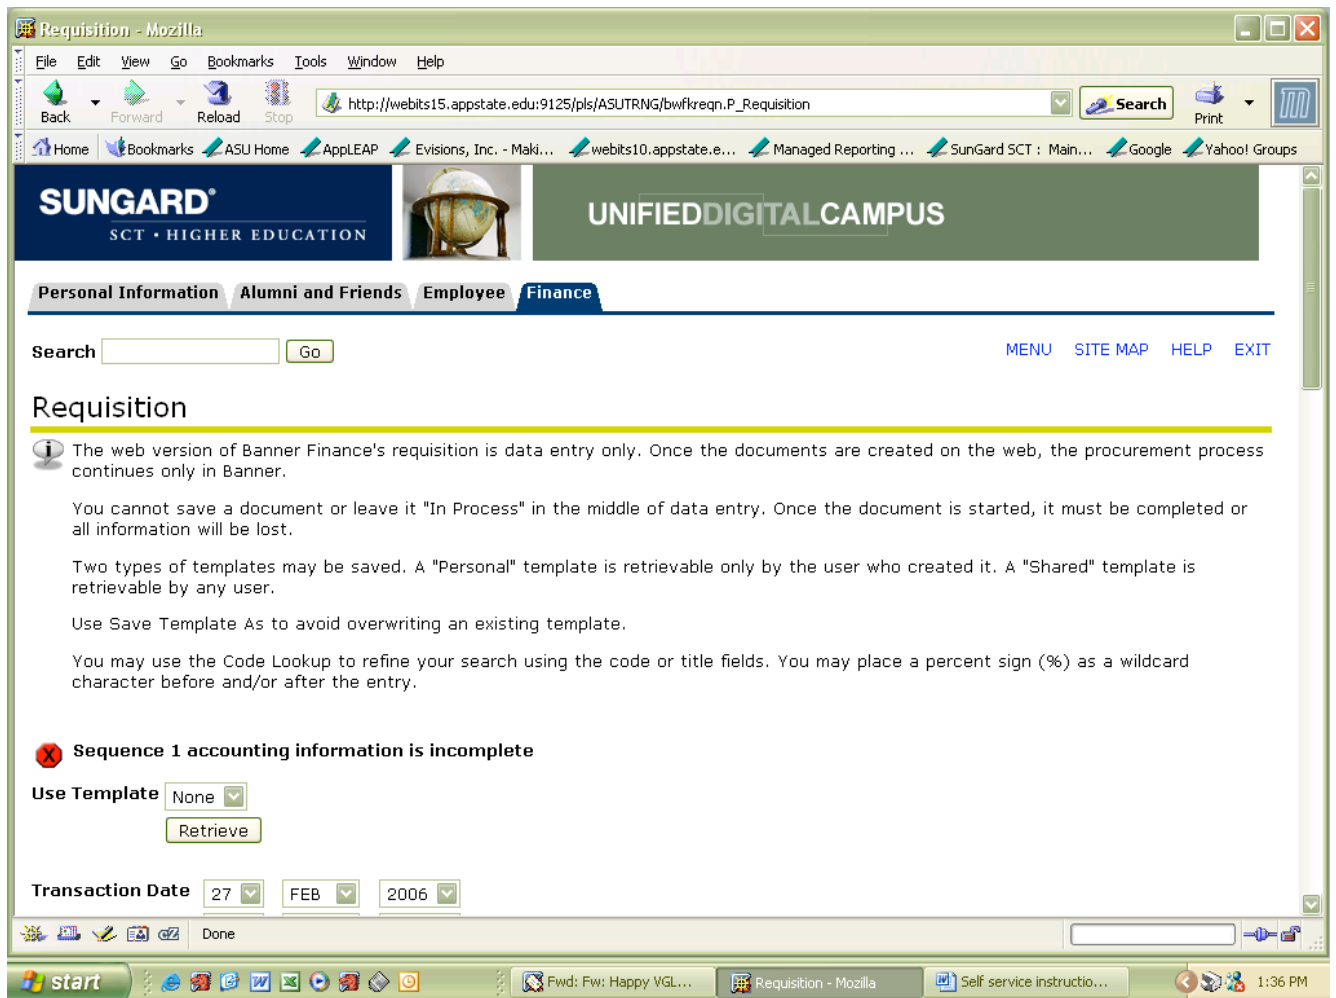 Requisition - Mozilla
File Edit View Go Bookmarks Tools Window Help
Back Forward Reload Stop http://webits15.appstate.edu:9125/pls/ASUTRNG/bwfkreqn.P_Requisition Search Print
Home Bookmarks ASU Home AppLEAP Evisions, Inc. - Maki... webits10.appstate.e... Managed Reporting ... SunGard SCT : Main... Google Yahoo! Groups
SUNGARD®
SCT • HIGHER EDUCATION
UNIFIEDDIGITALCAMPUS
Personal Information Alumni and Friends Employee Finance
Search Go MENU SITE MAP HELP EXIT
Requisition
The web version of Banner Finance's requisition is data entry only. Once the documents are created on the web, the procurement process
continues only in Banner.
You cannot save a document or leave it "In Process" in the middle of data entry. Once the document is started, it must be completed or
all information will be lost.
Two types of templates may be saved. A "Personal" template is retrievable only by the user who created it. A "Shared" template is
retrievable by any user.
Use Save Template As to avoid overwriting an existing template.
You may use the Code Lookup to refine your search using the code or title fields. You may place a percent sign (%) as a wildcard
character before and/or after the entry.
Sequence 1 accounting information is incomplete
Use Template None
Retrieve
Transaction Date 27 FEB 2006
Done
start Fwd: Fw: Happy VGL... Requisition - Mozilla Self service instructio... 1:36 PM